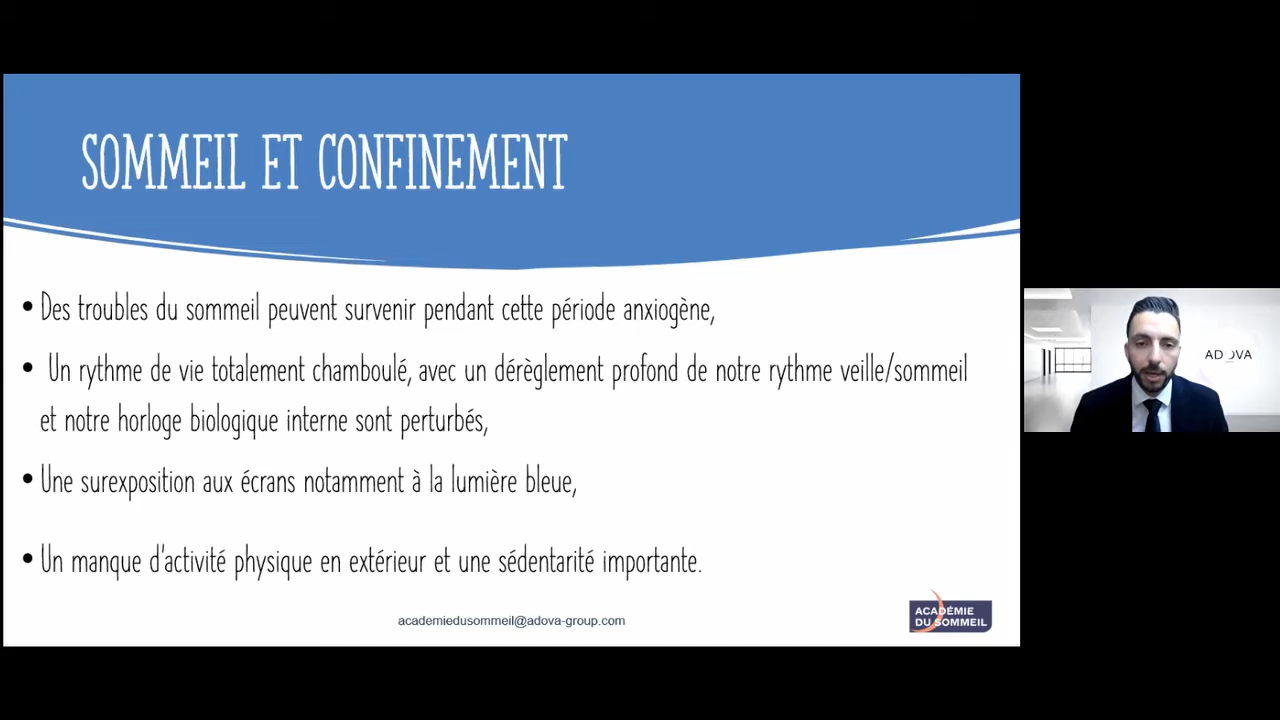 SOMMEIL ET CONFINEMENT
• Des troubles du sommeil peuvent survenir pendant cette période anxiogène,
• Un rythme de vie totalement chamboulé, avec un dérèglement profond de notre rythme veille/sommeil
et notre horloge biologique interne sont perturbés,
• Une surexposition aux écrans notamment à la lumière bleue,
• Un manque d'activité physique en extérieur et une sédentarité importante.
academiedusommeil@adova-group.com
ACADÉMIE
DU SOMMEIL
ADOVA